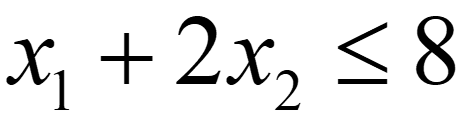 x₁ + 2x₂ ≤ 8